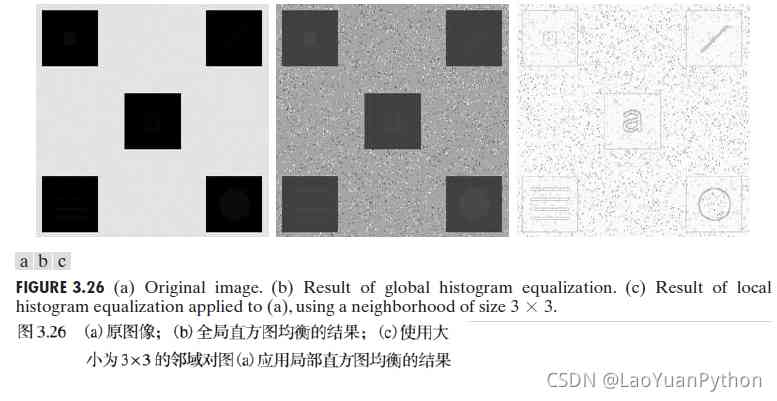 a
a b c
FIGURE 3.26 (a) Original image. (b) Result of global histogram equalization. (c) Result of local
histogram equalization applied to (a), using a neighborhood of size 3 × 3.
图 3.26 (a)原图像；(b)全局直方图均衡的结果；(c)使用大
小为 3×3 的邻域对图(a)应用局部直方图均衡的结果
CSDN @LaoYuanPython